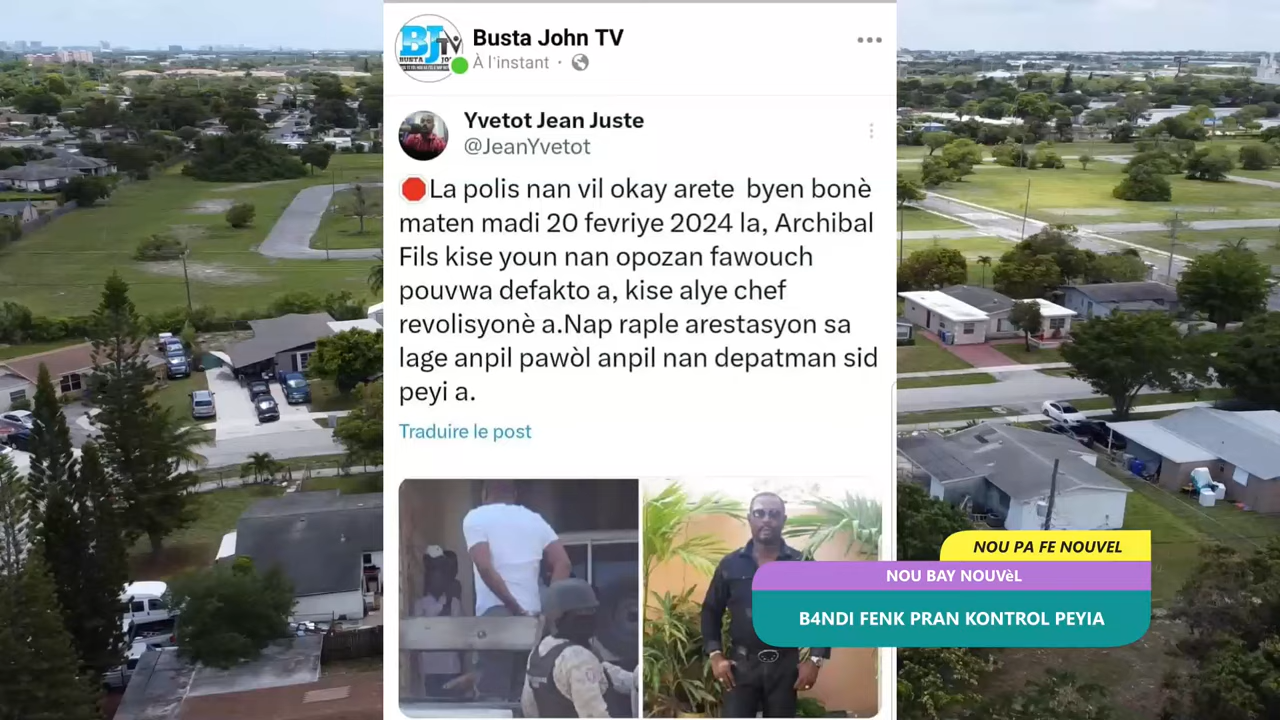 BJTV
BUSTA JO
Busta John TV
À l'instant ·
Yvetot Jean Juste
@JeanYvetot
🛑La polis nan vil okay arete byen bonè
maten madi 20 fevriye 2024 la, Archibal
Fils kise youn nan opozan fawouch
pouvwa defakto a, kise alye chef
revolisyonè a.Nap raple arestasyon sa
lage anpil pawòl anpil nan depatman sid
peyi a.
Traduire le post
NOU PA FE NOUVEL
NOU BAY NOUVèL
B4NDI FENK PRAN KONTROL PEYIA